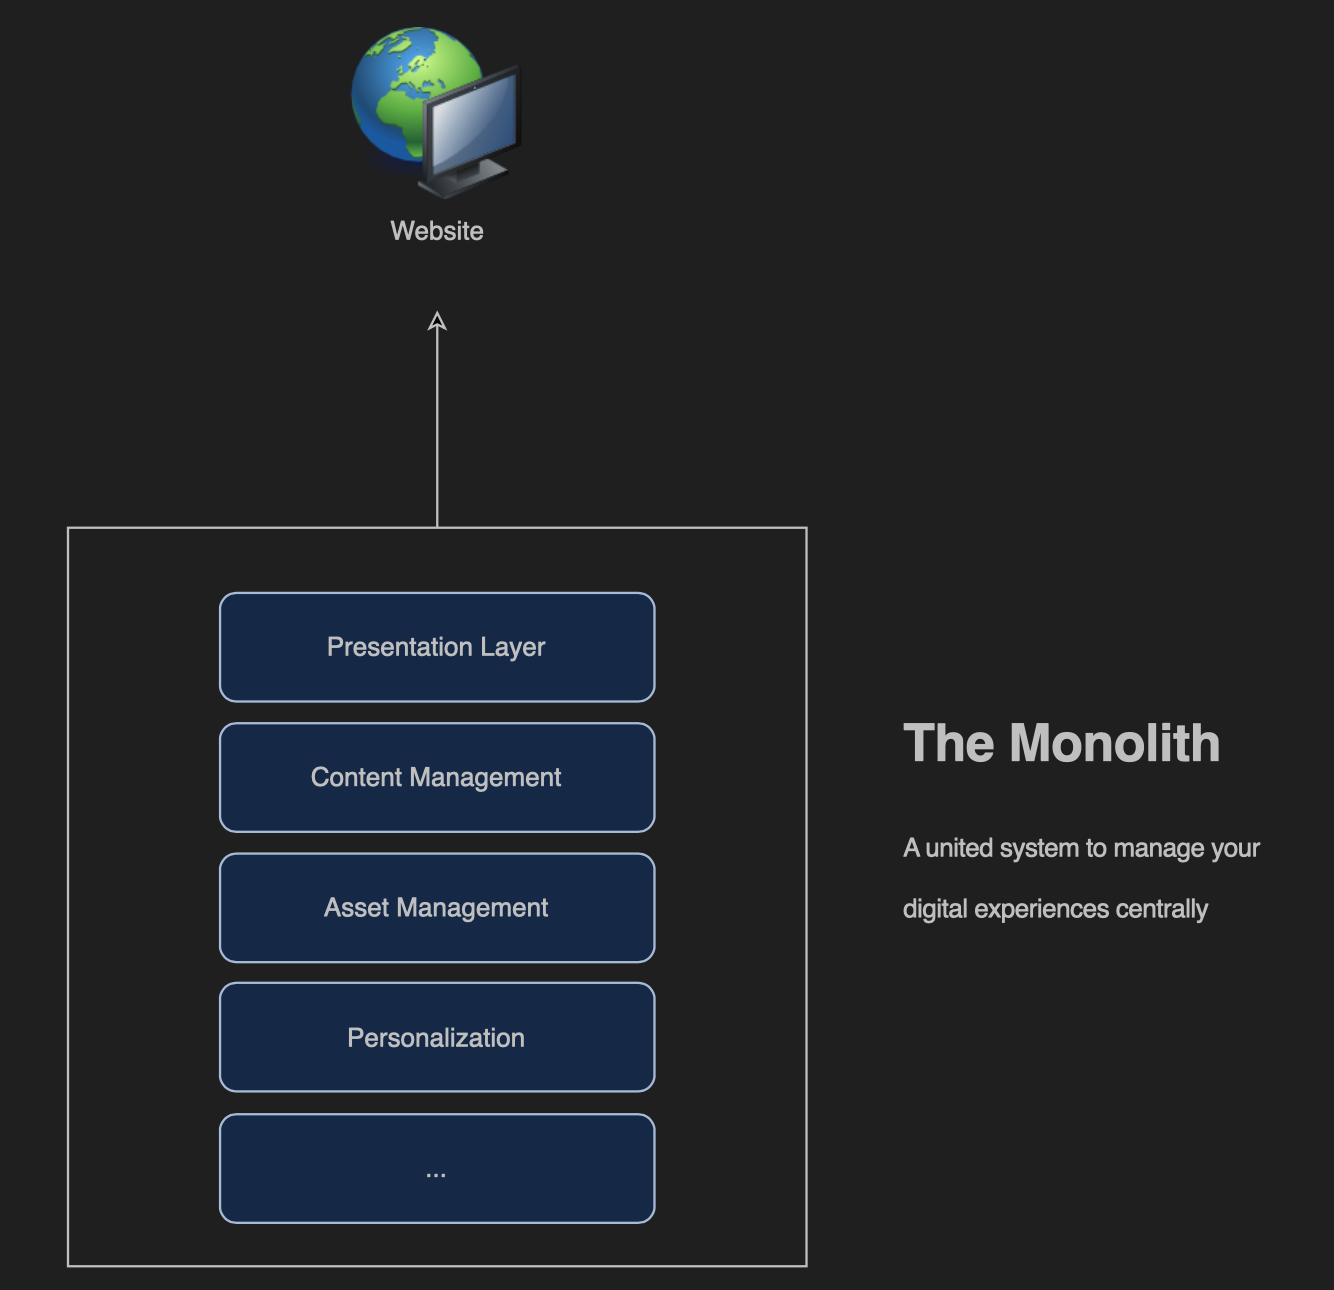 Website
Presentation Layer
Content Management
Asset Management
Personalization
...
The Monolith
A united system to manage your
digital experiences centrally